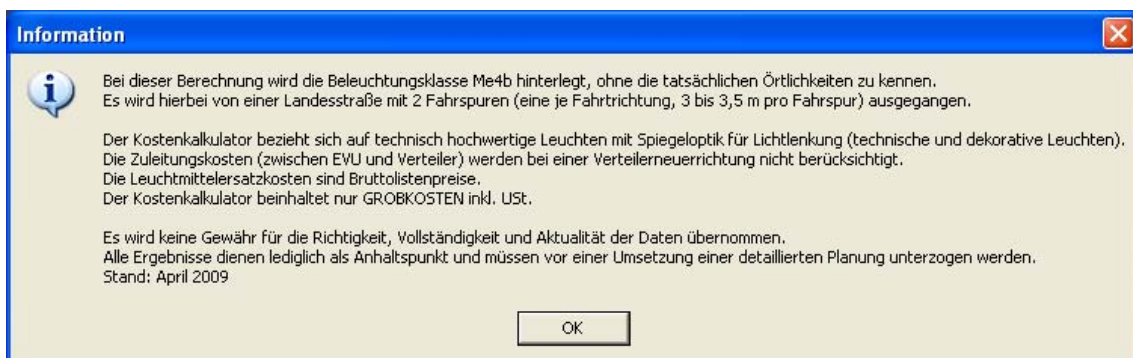 Information
Bei dieser Berechnung wird die Beleuchtungsklasse Me4b hinterlegt, ohne die tatsächlichen Örtlichkeiten zu kennen.
Es wird hierbei von einer Landesstraße mit 2 Fahrspuren (eine je Fahrtrichtung, 3 bis 3,5 m pro Fahrspur) ausgegangen.
Der Kostenkalkulator bezieht sich auf technisch hochwertige Leuchten mit Spiegeloptik für Lichtlenkung (technische und dekorative Leuchten).
Die Zuleitungskosten (zwischen EVU und Verteiler) werden bei einer Verteilerneuerrichtung nicht berücksichtigt.
Die Leuchtmittelersatzkosten sind Bruttolistenpreise.
Der Kostenkalkulator beinhaltet nur GROBKOSTEN inkl. USt.
Es wird keine Gewähr für die Richtigkeit, Vollständigkeit und Aktualität der Daten übernommen.
Alle Ergebnisse dienen lediglich als Anhaltspunkt und müssen vor einer Umsetzung einer detaillierten Planung unterzogen werden.
Stand: April 2009
OK